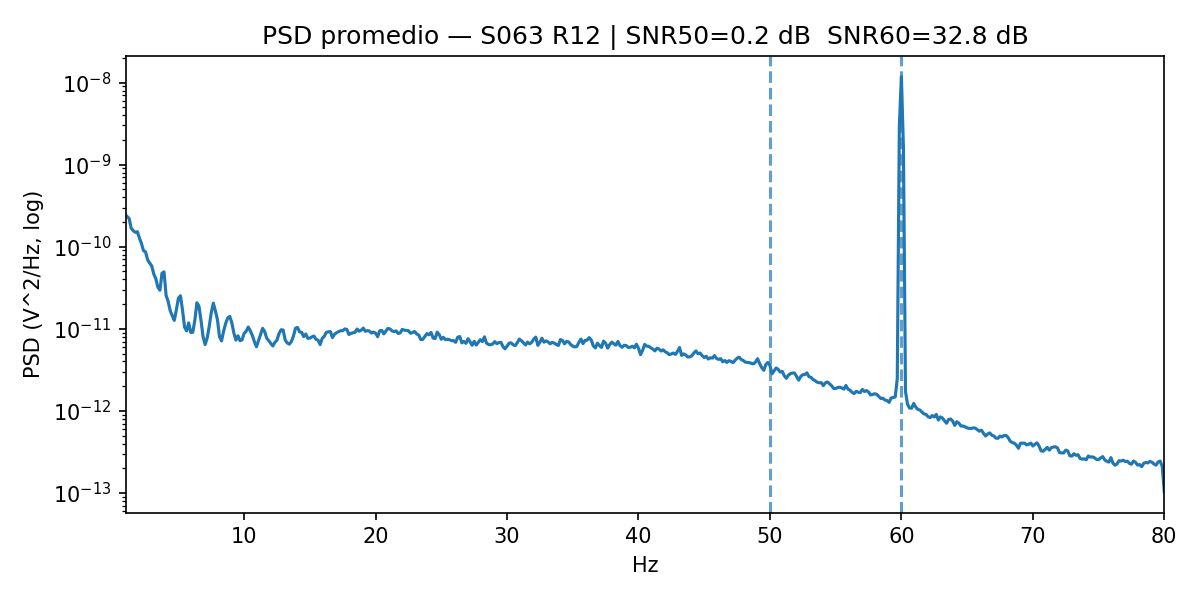 PSD promedio — S063 R12 | SNR50=0.2 dB  SNR60=32.8 dB
PSD (V^2/Hz, log)
10⁻⁸
10⁻⁹
10⁻¹⁰
10⁻¹¹
10⁻¹²
10⁻¹³
10 20 30 40 50 60 70 80
Hz